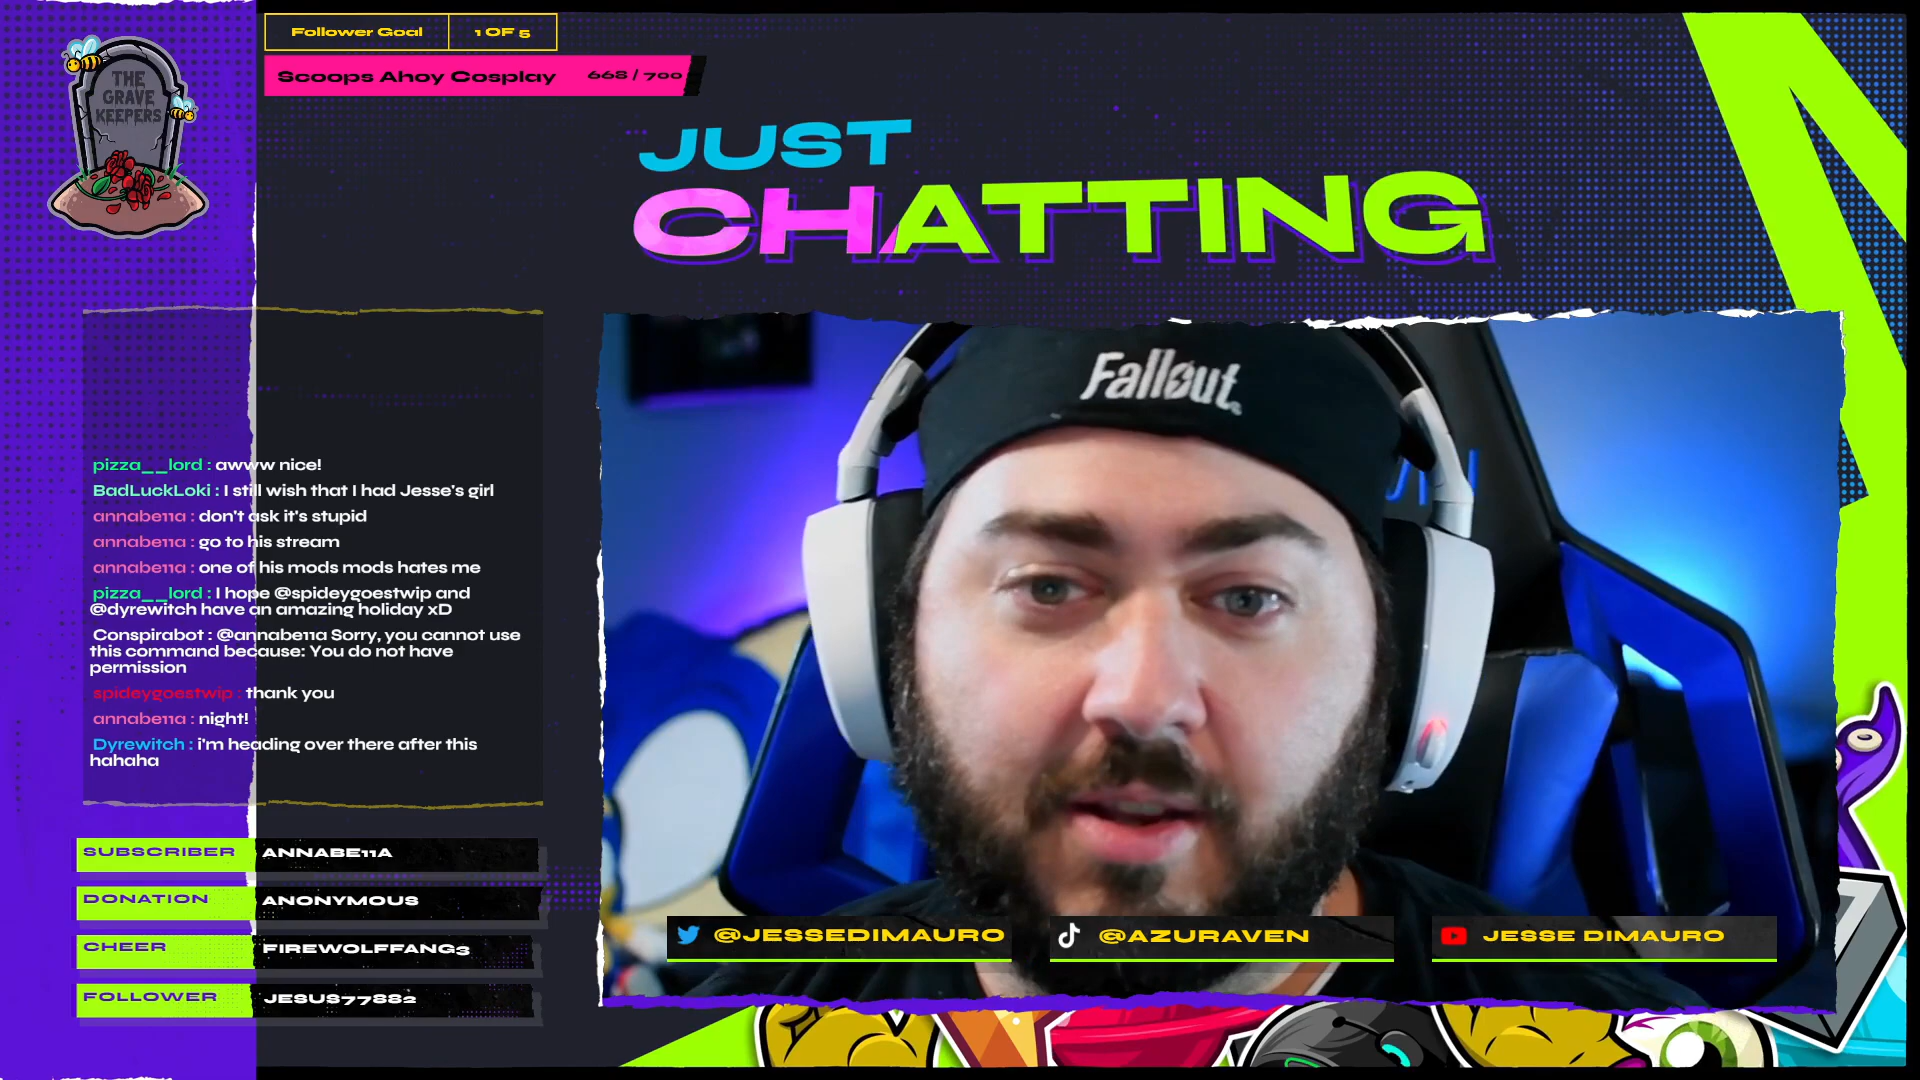 THE
GRAVE
KEEPERS
Follower Goal 1 OF 5
Scoops Ahoy Cosplay 668 / 700
JUST
CHATTING
Fallout
pizza__lord : awww nice!
BadLuckLoki : I still wish that I had Jesse's girl
annabe11a : don't ask it's stupid
annabe11a : go to his stream
annabe11a : one of his mods mods hates me
pizza__lord : I hope @spideygoestwip and
@dyrewitch have an amazing holiday xD
Conspirabot : @annabe11a Sorry, you cannot use
this command because: You do not have
permission
spideygoestwip : thank you
annabe11a : night!
Dyrewitch : i'm heading over there after this
hahaha
SUBSCRIBER ANNABE11A
DONATION ANONYMOUS
CHEER FIREWOLFFANG3
FOLLOWER JESUS77882
@JESSEDIMAURO
@AZURAVEN
JESSE DIMAURO